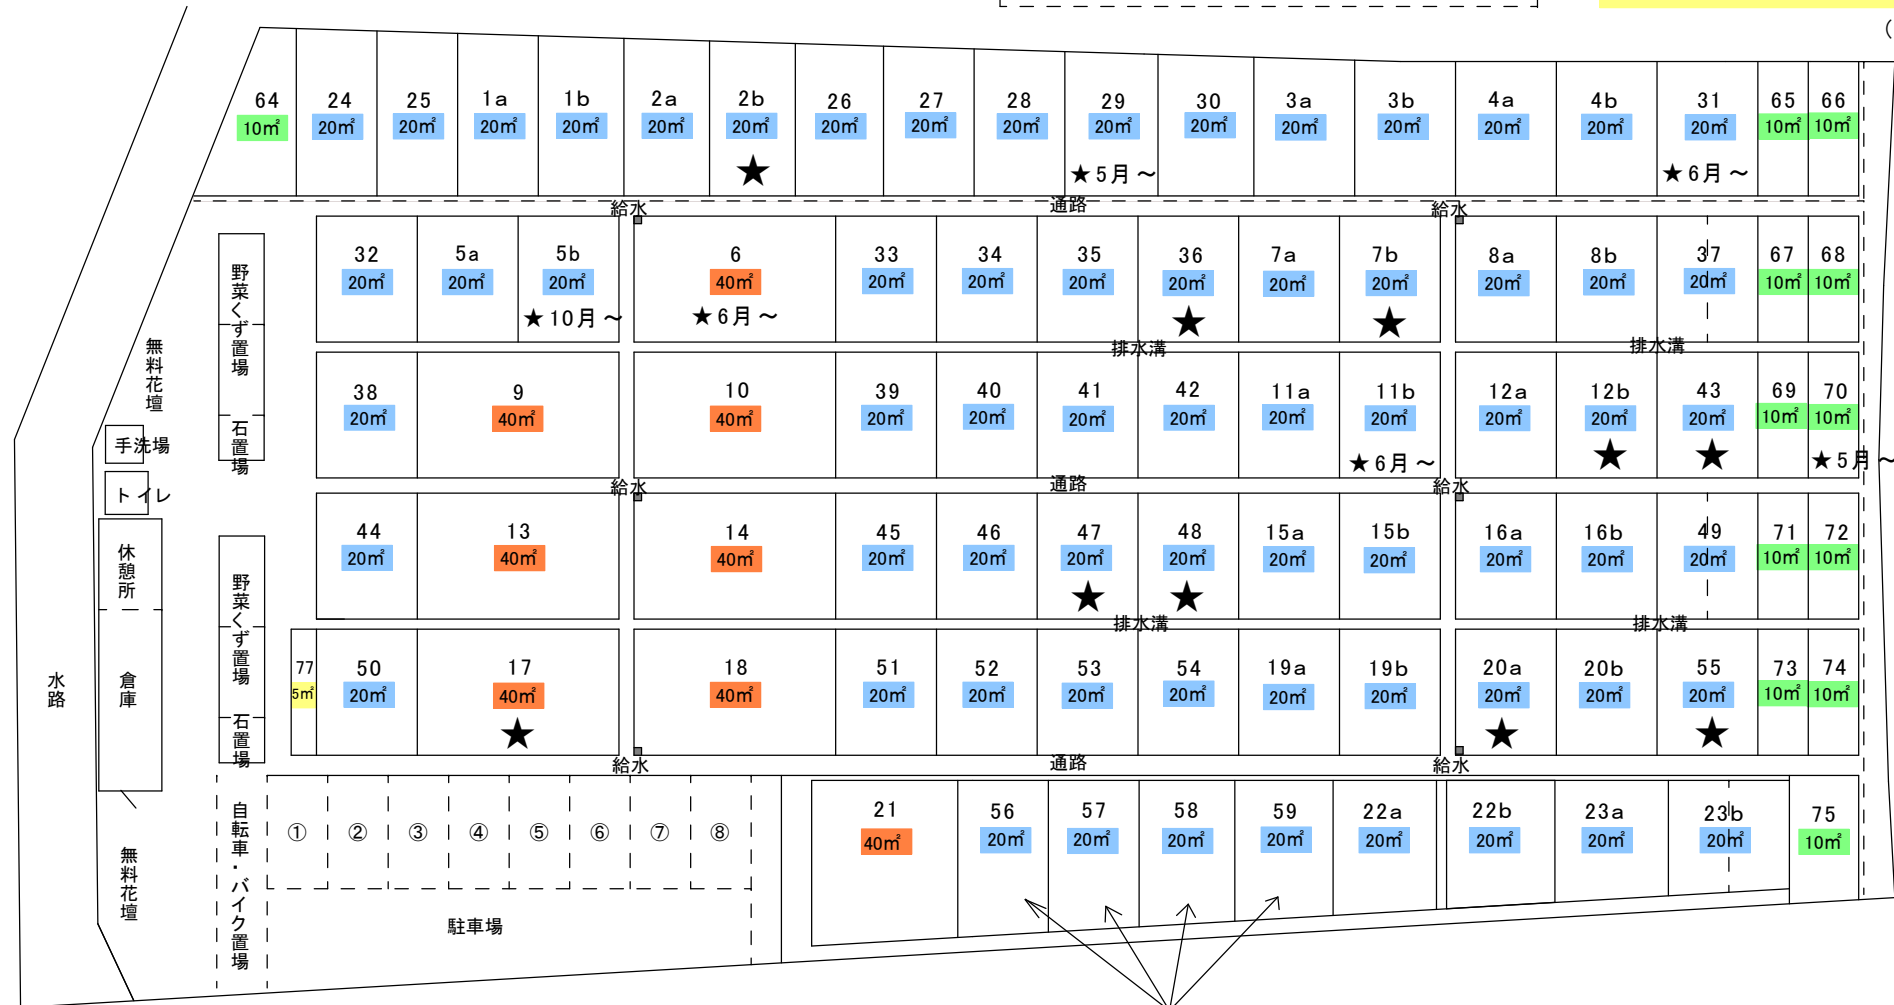 （
64 24 25 1a 1b 2a 2b 26 27 28 29 30 3a 3b 4a 4b 31 65 66
10㎡ 20㎡ 20㎡ 20㎡ 20㎡ 20㎡ 20㎡ 20㎡ 20㎡ 20㎡ 20㎡ 20㎡ 20㎡ 20㎡ 20㎡ 20㎡ 20㎡ 10㎡ 10㎡
★ ★5月～ ★6月～
給水 通路 給水
32 5a 5b 6 33 34 35 36 7a 7b 8a 8b 37 67 68
20㎡ 20㎡ 20㎡ 40㎡ 20㎡ 20㎡ 20㎡ 20㎡ 20㎡ 20㎡ 20㎡ 20㎡ 20㎡ 10㎡ 10㎡
★10月～ ★6月～ ★ ★
排水溝 排水溝
38 9 10 39 40 41 42 11a 11b 12a 12b 43 69 70
20㎡ 40㎡ 40㎡ 20㎡ 20㎡ 20㎡ 20㎡ 20㎡ 20㎡ 20㎡ 20㎡ 20㎡ 10㎡ 10㎡
★6月～ ★ ★ ★5月～
給水 通路 給水
44 13 14 45 46 47 48 15a 15b 16a 16b 49 71 72
20㎡ 40㎡ 40㎡ 20㎡ 20㎡ 20㎡ 20㎡ 20㎡ 20㎡ 20㎡ 20㎡ 20㎡ 10㎡ 10㎡
★ ★
排水溝 排水溝
77 50 17 18 51 52 53 54 19a 19b 20a 20b 55 73 74
5㎡ 20㎡ 40㎡ 40㎡ 20㎡ 20㎡ 20㎡ 20㎡ 20㎡ 20㎡ 20㎡ 20㎡ 20㎡ 10㎡ 10㎡
★ ★ ★
給水 通路 給水
21 56 57 58 59 22a 22b 23a 23b 75
40㎡ 20㎡ 20㎡ 20㎡ 20㎡ 20㎡ 20㎡ 20㎡ 20㎡ 10㎡
① ② ③ ④ ⑤ ⑥ ⑦ ⑧
駐車場
野菜くず置場
石置場
野菜くず置場
石置場
自転車・バイク置場
無料花壇
手洗場
トイレ
休憩所
倉庫
水路
無料花壇